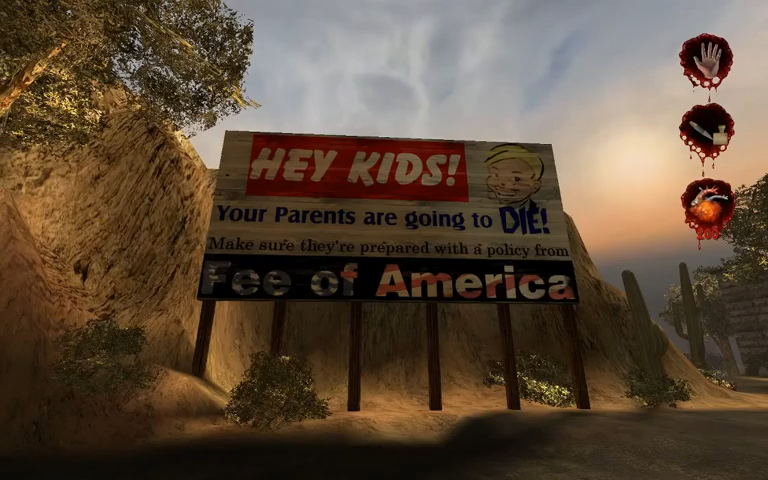 HEY KIDS!
Your Parents are going to DIE!
Make sure they're prepared with a policy from
Fee of America
200